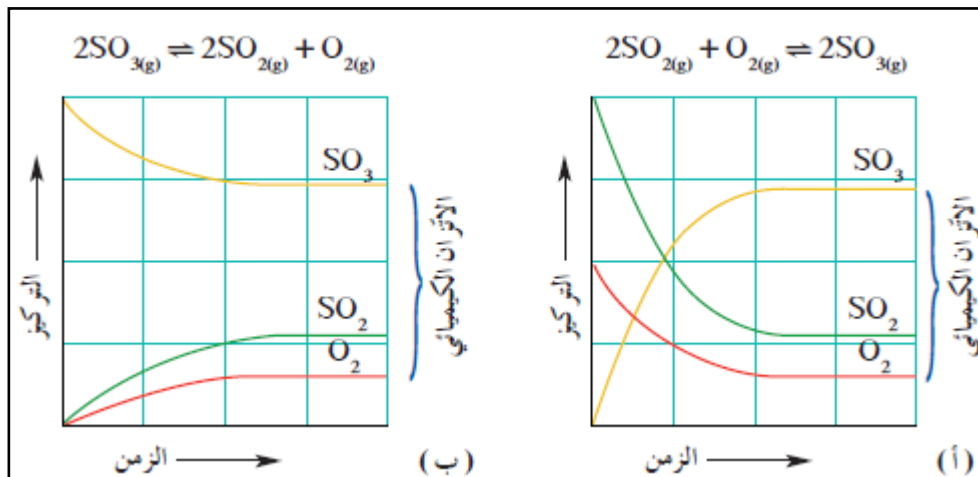 2SO₂(g) + O₂(g) ⇌ 2SO₃(g)
SO₃
SO₂
O₂
التركيز
الاتزان الكيميائي
الزمن
( أ )
2SO₃(g) ⇌ 2SO₂(g) + O₂(g)
SO₃
SO₂
O₂
التركيز
الاتزان الكيميائي
الزمن
( ب )